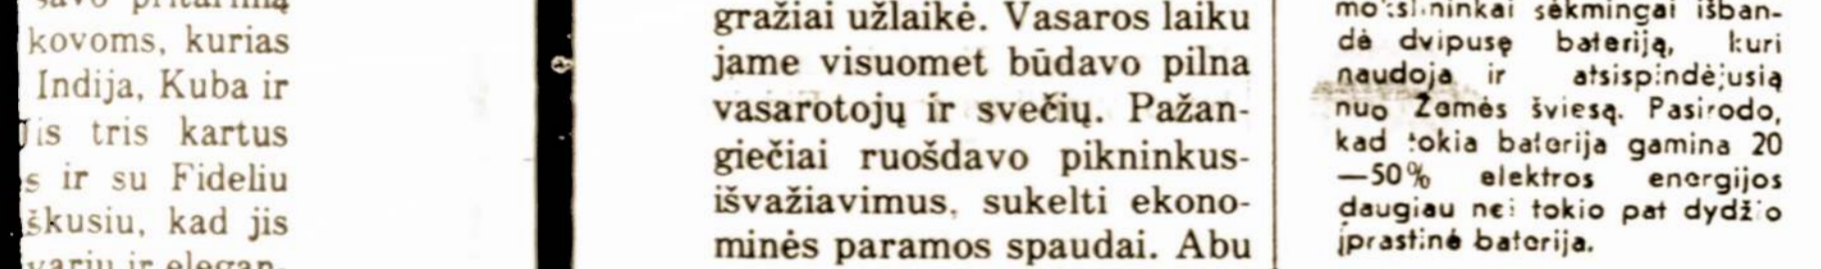 kovoms, kurias
Indija, Kuba ir
Jis tris kartus
s ir su Fideliu
škusiu, kad jis
gražiai užlaikė. Vasaros laiku
jame visuomet būdavo pilna
vasarotojų ir svečių. Pažan-
giečiai ruošdavo pikninkus-
išvažiavimus, sukelti ekono-
minės paramos spaudai. Abu
sėkmingai išban-
dė dvipusę bateriją, kuri
naudoja ir atsispindėjusią
nuo Žemės šviesą. Pasirodo,
kad tokia baterija gamina 20
—50% elektros energijos
daugiau nei tokio pat dydžio
įprastinė baterija.